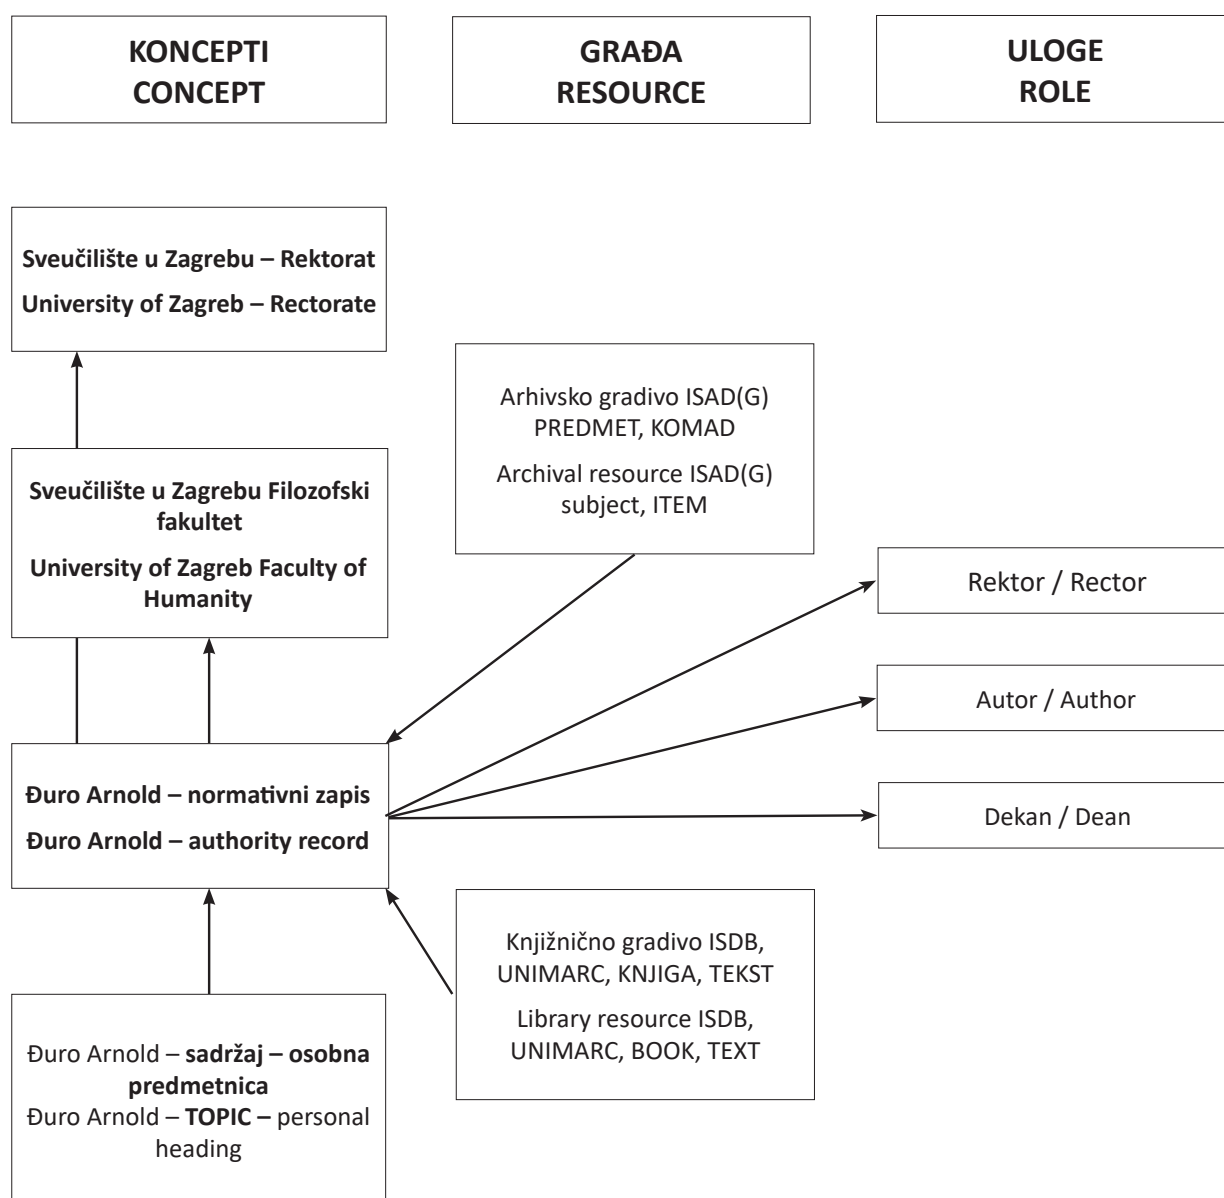 KONCEPTI
CONCEPT
GRAĐA
RESOURCE
ULOGE
ROLE
Sveučilište u Zagrebu – Rektorat
University of Zagreb – Rectorate
Arhivsko gradivo ISAD(G)
PREDMET, KOMAD
Archival resource ISAD(G)
subject, ITEM
Sveučilište u Zagrebu Filozofski
fakultet
University of Zagreb Faculty of
Humanity
Rektor / Rector
Autor / Author
Dekan / Dean
Đuro Arnold – normativni zapis
Đuro Arnold – authority record
Knjižnično gradivo ISDB,
UNIMARC, KNJIGA, TEKST
Library resource ISDB,
UNIMARC, BOOK, TEXT
Đuro Arnold – sadržaj – osobna
predmetnica
Đuro Arnold – TOPIC – personal
heading